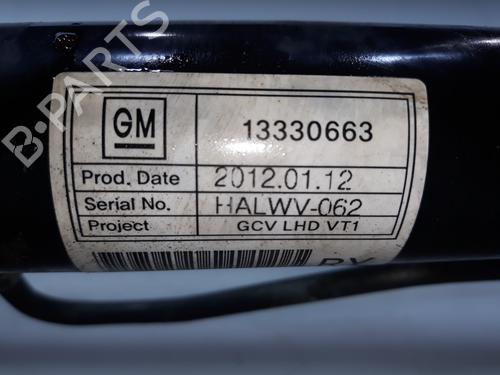 B-PARTS
GM 13330663
Prod. Date 2012.01.12
Serial No. HALWV-062
Project GCV LHD VT1